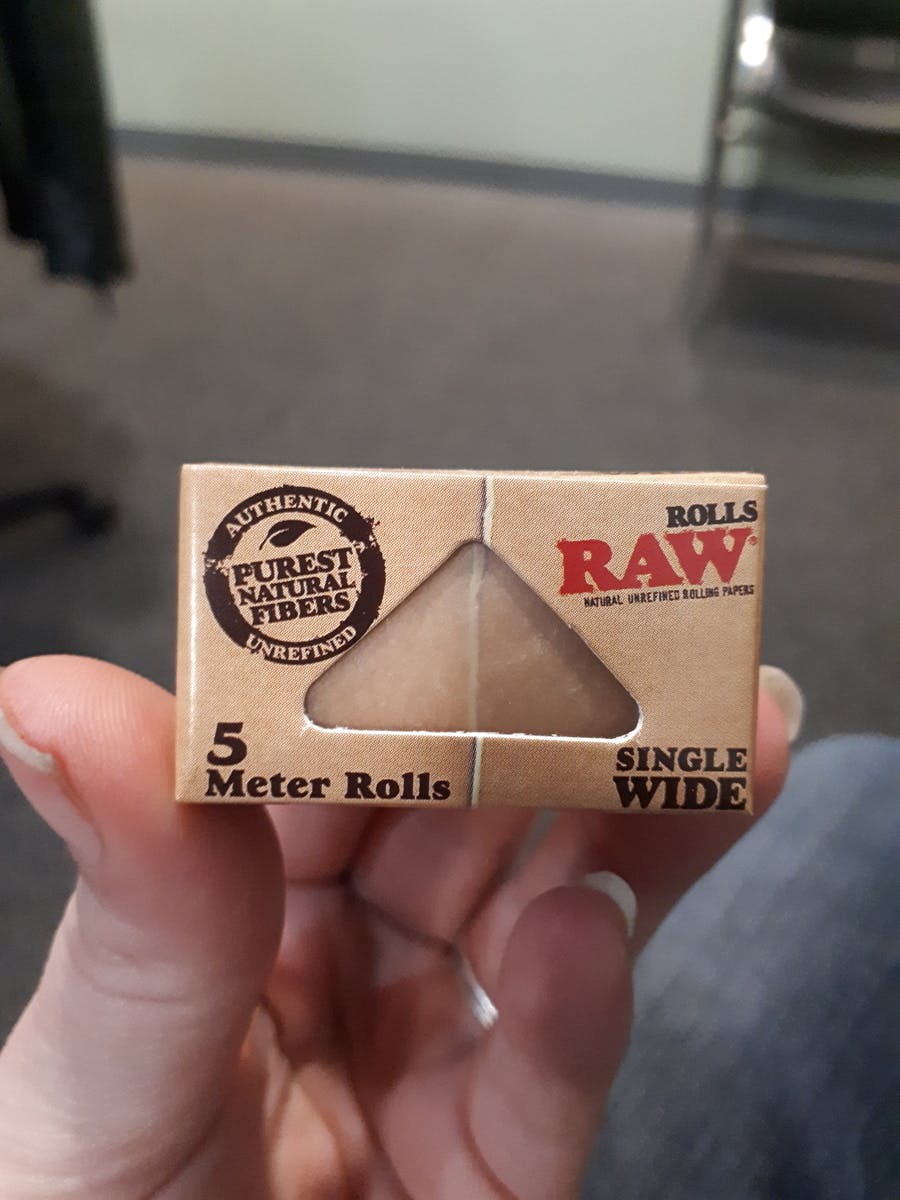 AUTHENTIC
PUREST
NATURAL
FIBERS
UNREFINED
ROLLS
RAW®
NATURAL UNREFINED ROLLING PAPERS
5
Meter Rolls
SINGLE
WIDE